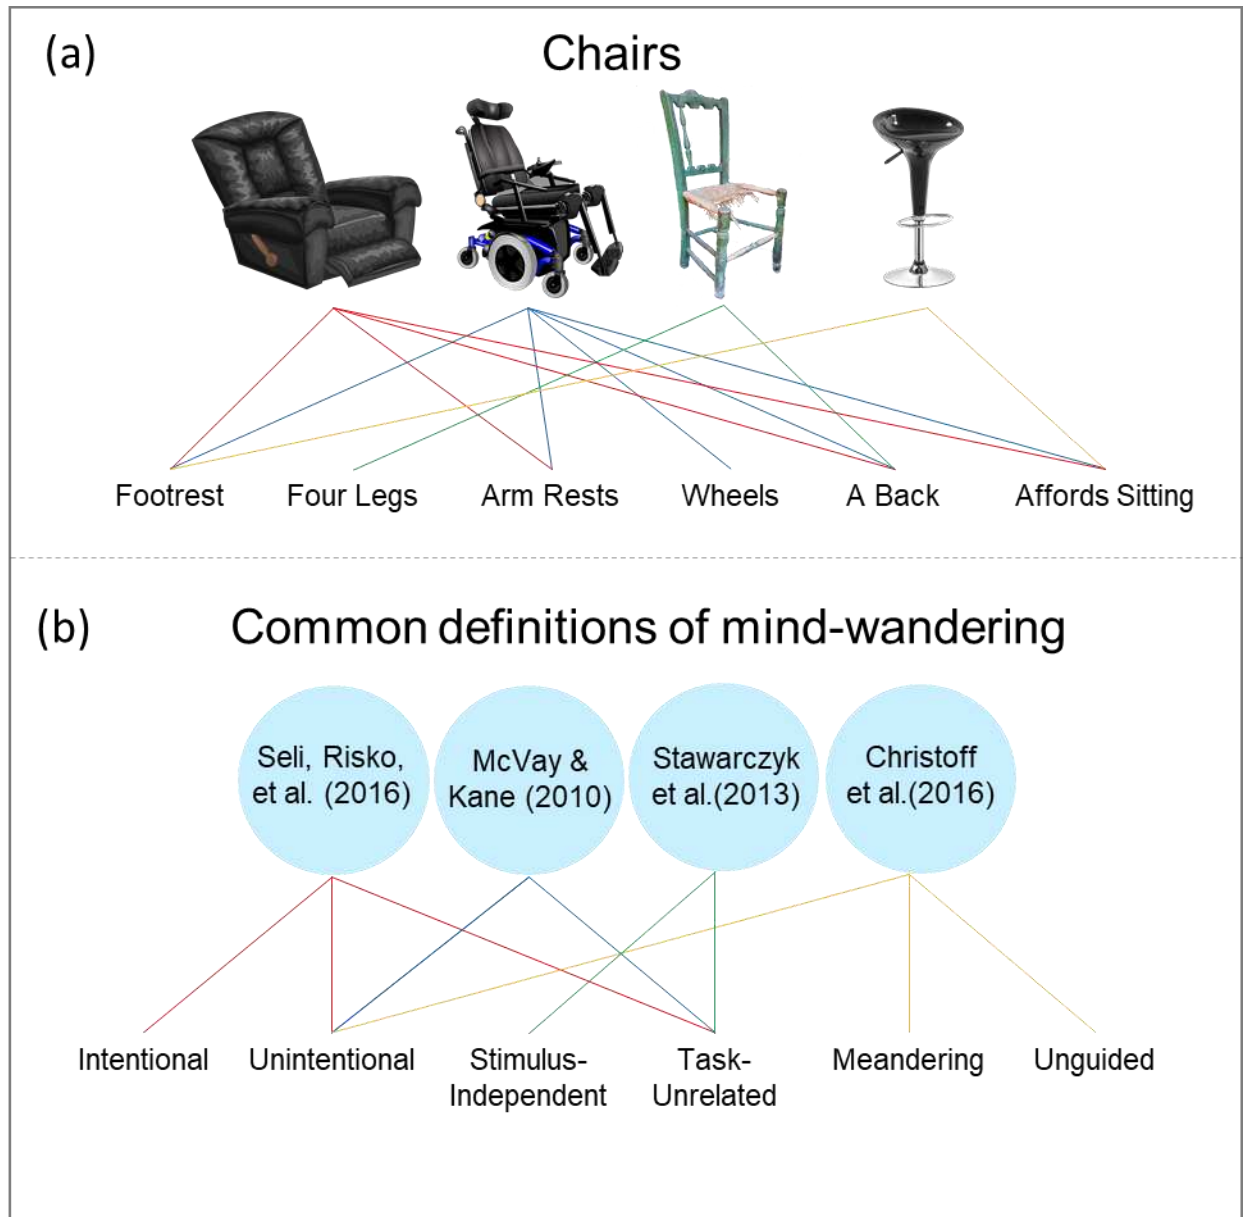 (a)
Chairs
Footrest Four Legs Arm Rests Wheels A Back Affords Sitting
(b)
Common definitions of mind-wandering
Seli, Risko,
et al. (2016)
McVay &
Kane (2010)
Stawarczyk
et al.(2013)
Christoff
et al.(2016)
Intentional
Unintentional
Stimulus-
Independent
Task-
Unrelated
Meandering
Unguided